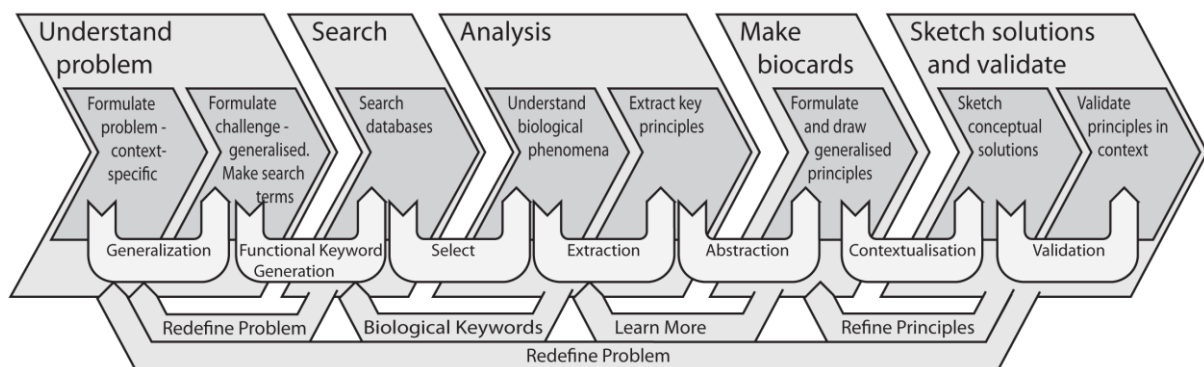 Understand
problem
Search
Analysis
Make
biocards
Sketch solutions
and validate
Formulate
problem -
context-
specific
Formulate
challenge -
generalised.
Make search
terms
Search
databases
Understand
biological
phenomena
Extract key
principles
Formulate
and draw
generalised
principles
Sketch
conceptual
solutions
Validate
principles in
context
Generalization
Functional Keyword
Generation
Select
Extraction
Abstraction
Contextualisation
Validation
Redefine Problem
Biological Keywords
Learn More
Refine Principles
Redefine Problem